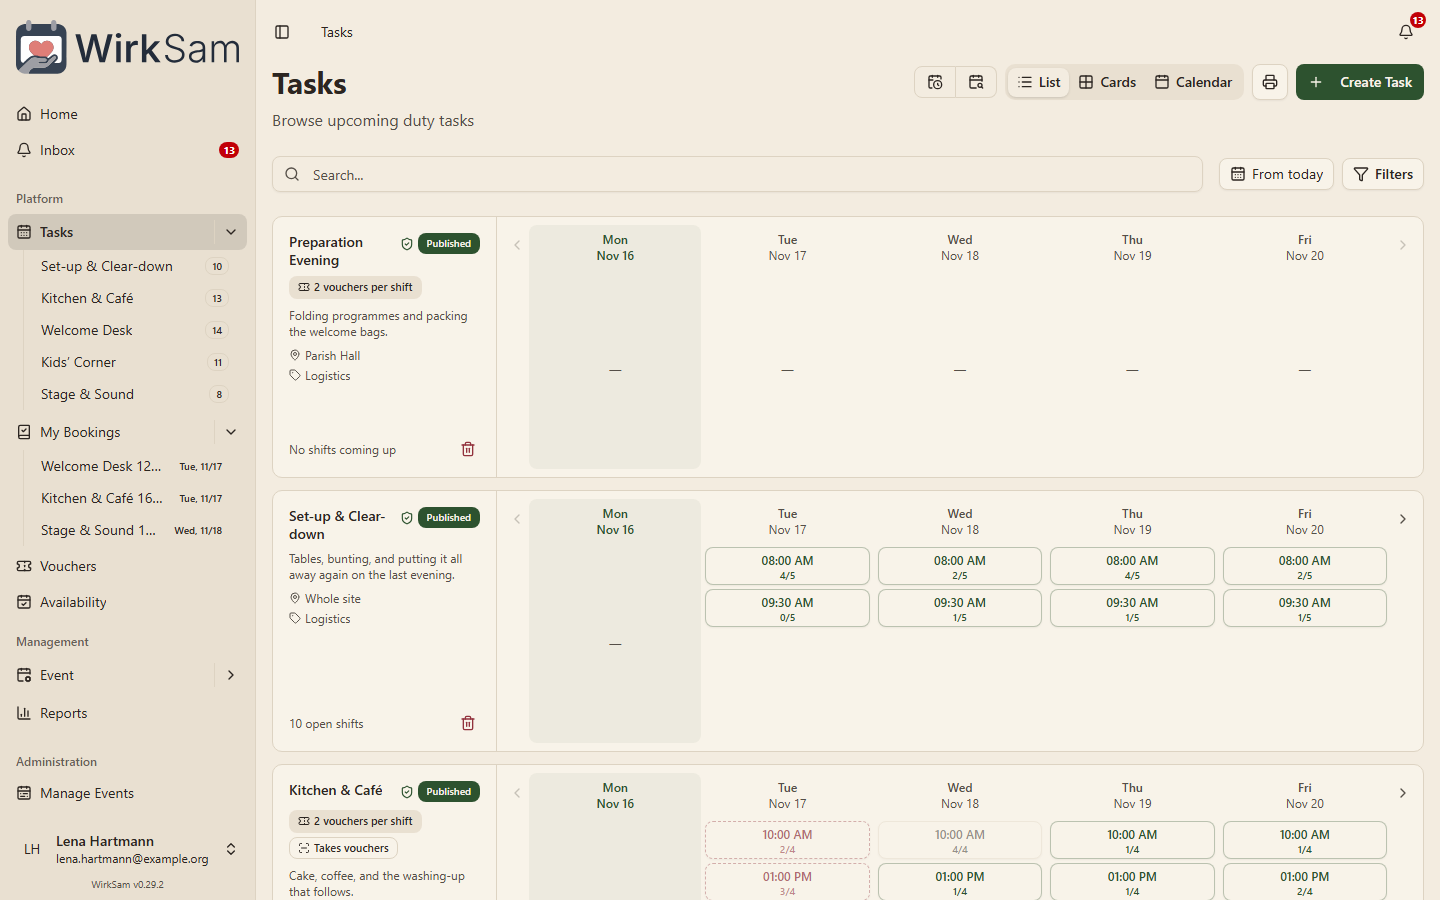 WirkSam
Home
Inbox
13
Platform
Tasks
Set-up & Clear-down
10
Kitchen & Café
13
Welcome Desk
14
Kids' Corner
11
Stage & Sound
8
My Bookings
Welcome Desk 12...
Tue, 11/17
Kitchen & Café 16...
Tue, 11/17
Stage & Sound 1...
Wed, 11/18
Vouchers
Availability
Management
Event
Reports
Administration
Manage Events
LH
Lena Hartmann
lena.hartmann@example.org
WirkSam v0.29.2
Tasks
13
Tasks
Browse upcoming duty tasks
List
Cards
Calendar
Create Task
Search...
From today
Filters
Preparation
Evening
Published
2 vouchers per shift
Folding programmes and packing
the welcome bags.
Parish Hall
Logistics
No shifts coming up
Mon
Nov 16
—
Tue
Nov 17
—
Wed
Nov 18
—
Thu
Nov 19
—
Fri
Nov 20
—
Set-up & Clear-
down
Published
Tables, bunting, and putting it all
away again on the last evening.
Whole site
Logistics
10 open shifts
Mon
Nov 16
—
Tue
Nov 17
08:00 AM
4/5
09:30 AM
0/5
Wed
Nov 18
08:00 AM
2/5
09:30 AM
1/5
Thu
Nov 19
08:00 AM
4/5
09:30 AM
1/5
Fri
Nov 20
08:00 AM
2/5
09:30 AM
1/5
Kitchen & Café
Published
2 vouchers per shift
Takes vouchers
Cake, coffee, and the washing-up
that follows.
Mon
Nov 16
Tue
Nov 17
10:00 AM
2/4
01:00 PM
3/4
Wed
Nov 18
10:00 AM
4/4
01:00 PM
1/4
Thu
Nov 19
10:00 AM
1/4
01:00 PM
1/4
Fri
Nov 20
10:00 AM
1/4
01:00 PM
2/4